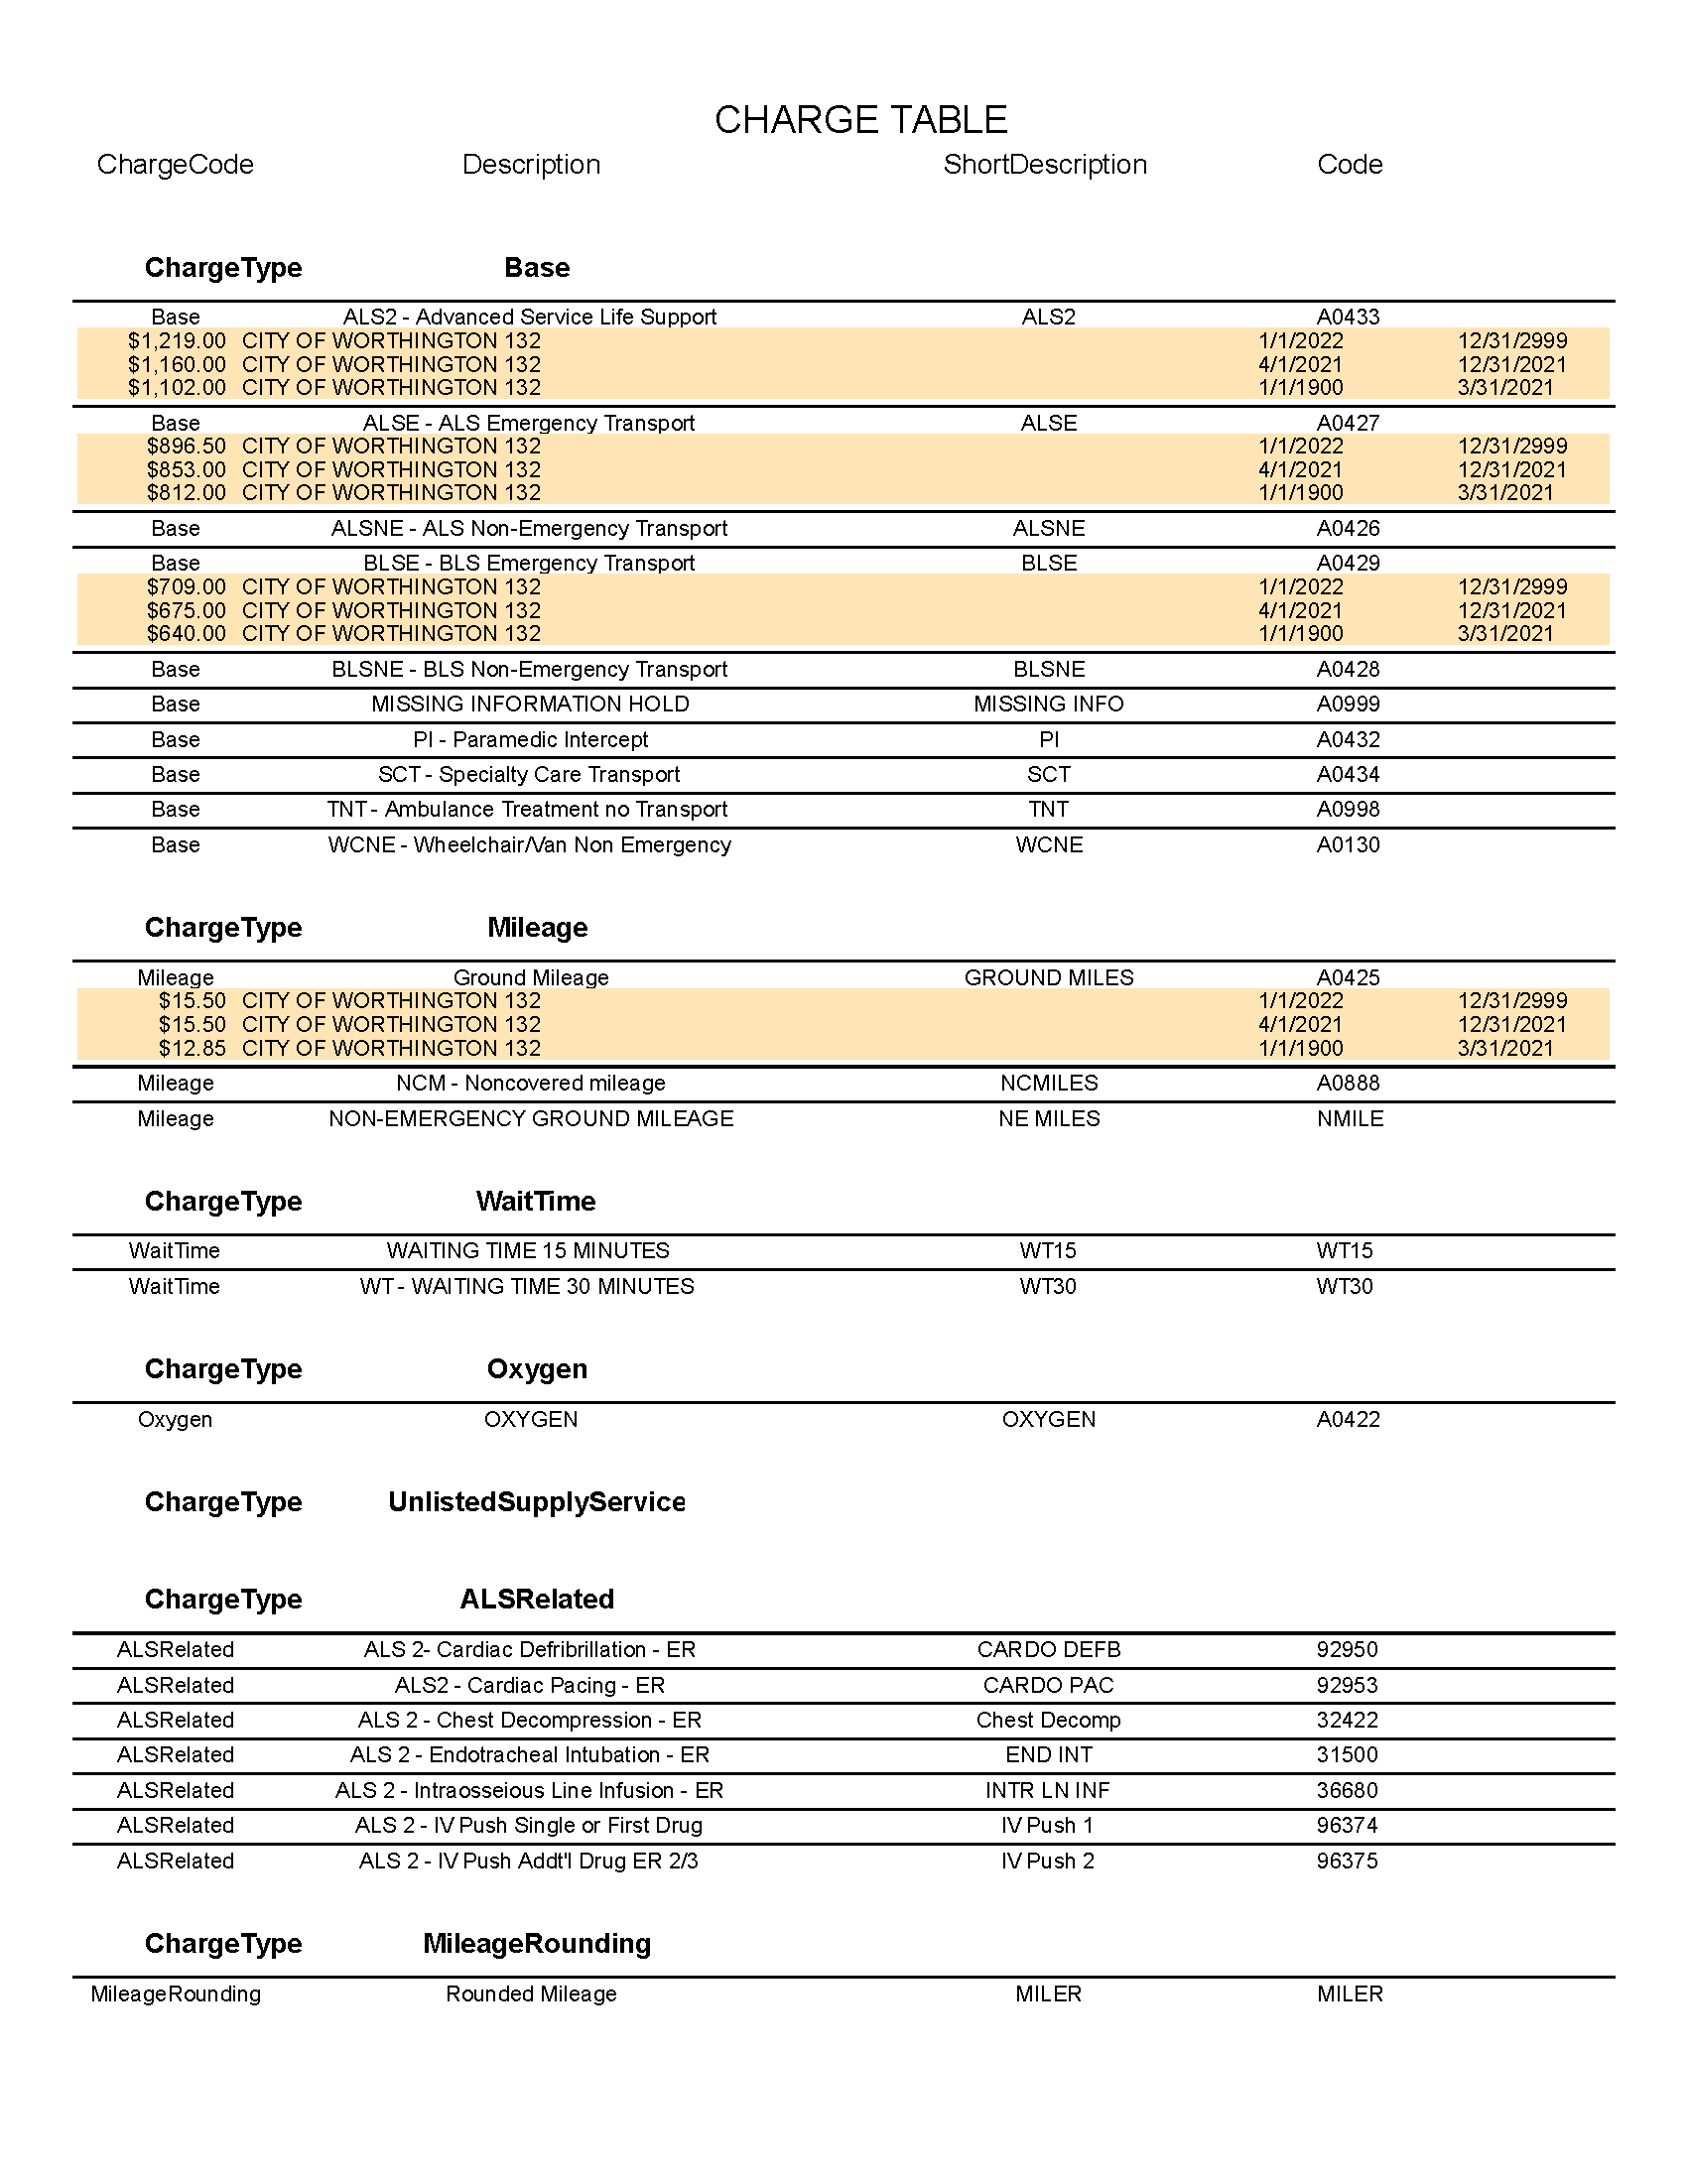 CHARGE TABLE
ChargeCode Description ShortDescription Code
ChargeType Base
Base ALS2 - Advanced Service Life Support ALS2 A0433
$1,219.00 CITY OF WORTHINGTON 132 1/1/2022 12/31/2999
$1,160.00 CITY OF WORTHINGTON 132 4/1/2021 12/31/2021
$1,102.00 CITY OF WORTHINGTON 132 1/1/1900 3/31/2021
Base ALSE - ALS Emergency Transport ALSE A0427
$896.50 CITY OF WORTHINGTON 132 1/1/2022 12/31/2999
$853.00 CITY OF WORTHINGTON 132 4/1/2021 12/31/2021
$812.00 CITY OF WORTHINGTON 132 1/1/1900 3/31/2021
Base ALSNE - ALS Non-Emergency Transport ALSNE A0426
Base BLSE - BLS Emergency Transport BLSE A0429
$709.00 CITY OF WORTHINGTON 132 1/1/2022 12/31/2999
$675.00 CITY OF WORTHINGTON 132 4/1/2021 12/31/2021
$640.00 CITY OF WORTHINGTON 132 1/1/1900 3/31/2021
Base BLSNE - BLS Non-Emergency Transport BLSNE A0428
Base MISSING INFORMATION HOLD MISSING INFO A0999
Base PI - Paramedic Intercept PI A0432
Base SCT - Specialty Care Transport SCT A0434
Base TNT - Ambulance Treatment no Transport TNT A0998
Base WCNE - Wheelchair/Van Non Emergency WCNE A0130
ChargeType Mileage
Mileage Ground Mileage GROUND MILES A0425
$15.50 CITY OF WORTHINGTON 132 1/1/2022 12/31/2999
$15.50 CITY OF WORTHINGTON 132 4/1/2021 12/31/2021
$12.85 CITY OF WORTHINGTON 132 1/1/1900 3/31/2021
Mileage NCM - Noncovered mileage NCMILES A0888
Mileage NON-EMERGENCY GROUND MILEAGE NE MILES NMILE
ChargeType WaitTime
WaitTime WAITING TIME 15 MINUTES WT15 WT15
WaitTime WT - WAITING TIME 30 MINUTES WT30 WT30
ChargeType Oxygen
Oxygen OXYGEN OXYGEN A0422
ChargeType UnlistedSupplyService
ChargeType ALSRelated
ALSRelated ALS 2- Cardiac Defribrillation - ER CARDO DEFB 92950
ALSRelated ALS2 - Cardiac Pacing - ER CARDO PAC 92953
ALSRelated ALS 2 - Chest Decompression - ER Chest Decomp 32422
ALSRelated ALS 2 - Endotracheal Intubation - ER END INT 31500
ALSRelated ALS 2 - Intraosseious Line Infusion - ER INTR LN INF 36680
ALSRelated ALS 2 - IV Push Single or First Drug IV Push 1 96374
ALSRelated ALS 2 - IV Push Addt'l Drug ER 2/3 IV Push 2 96375
ChargeType MileageRounding
MileageRounding Rounded Mileage MILER MILER